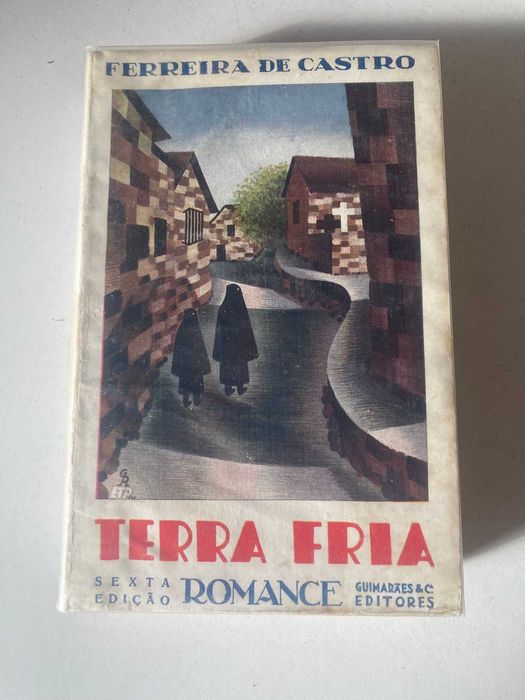 FERREIRA DE CASTRO
TERRA FRIA
SEXTA
EDIÇÃO
ROMANCE
GUIMARÃES & Cª
EDITORES